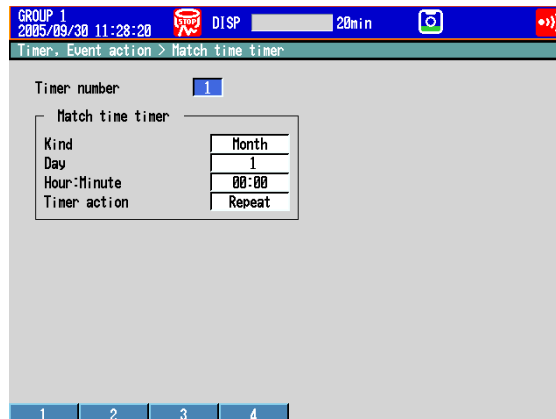 GROUP 1
2005/09/30 11:28:20 STOP DISP 20min
Timer, Event action > Match time timer
Timer number 1
Match time timer
Kind Month
Day 1
Hour:Minute 00:00
Timer action Repeat
1 2 3 4